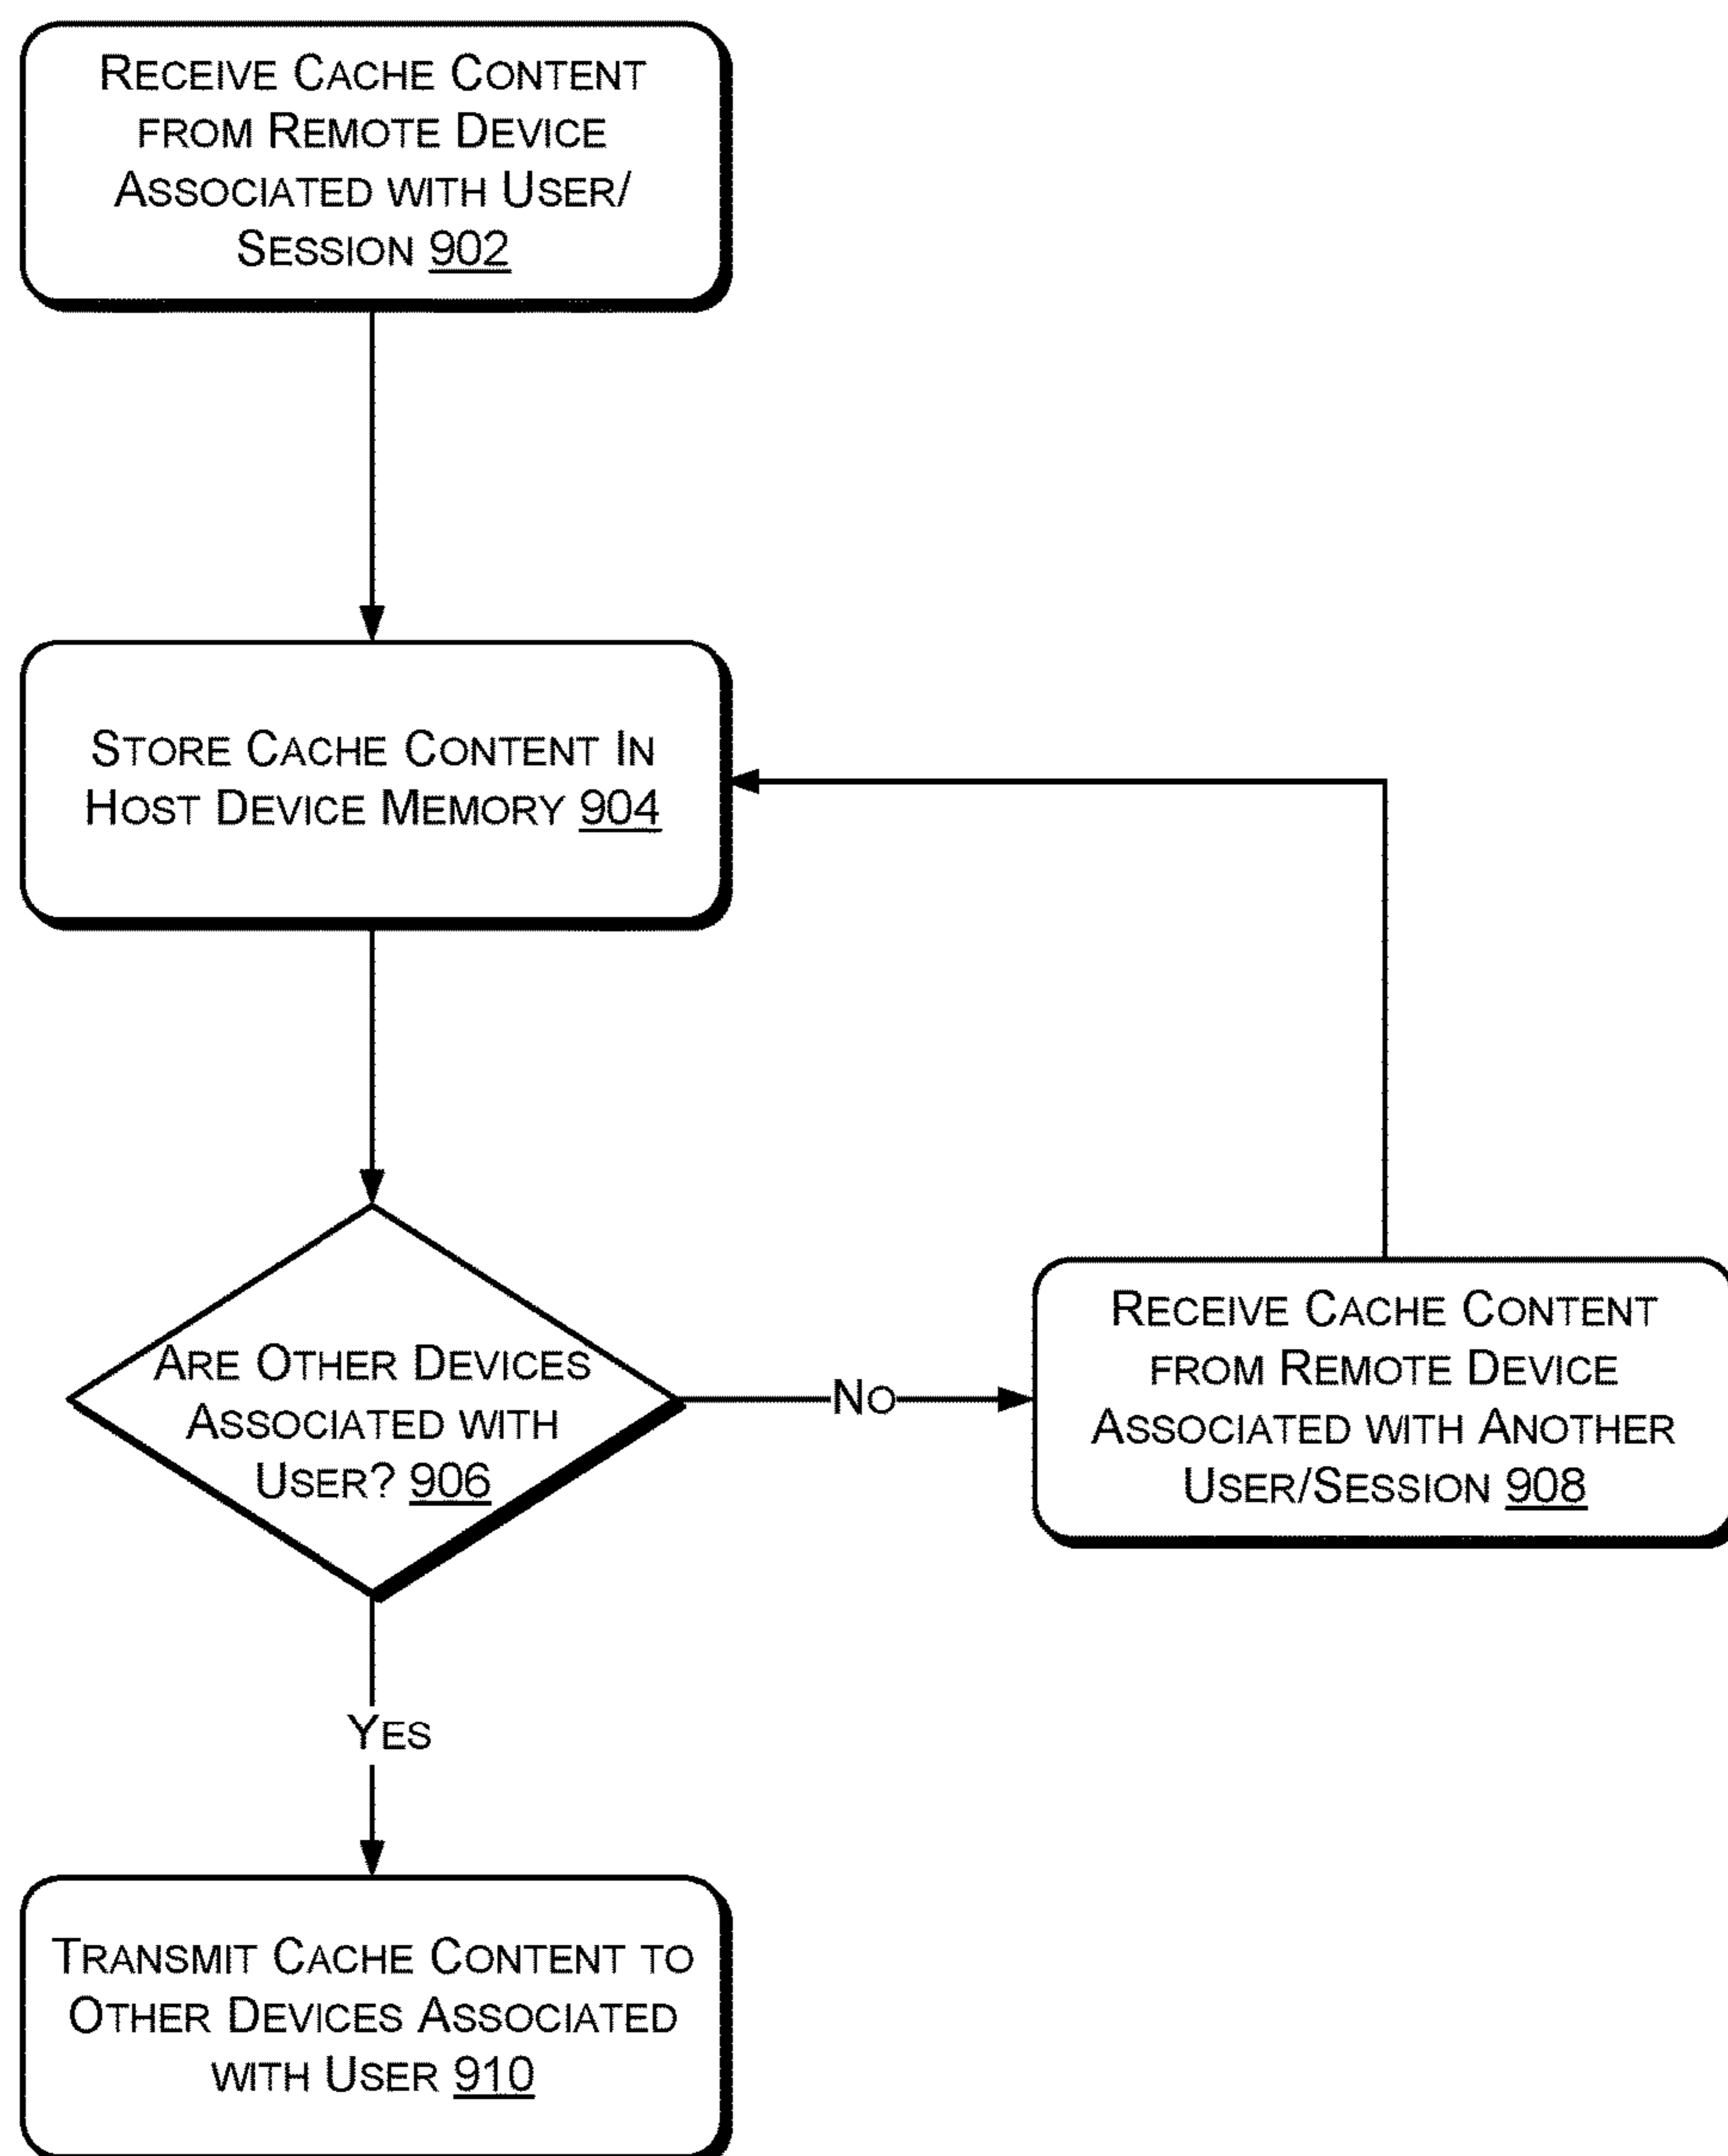 RECEIVE CACHE CONTENT
FROM REMOTE DEVICE
ASSOCIATED WITH USER/
SESSION 902
STORE CACHE CONTENT IN
HOST DEVICE MEMORY 904
ARE OTHER DEVICES
ASSOCIATED WITH
USER? 906
NO
RECEIVE CACHE CONTENT
FROM REMOTE DEVICE
ASSOCIATED WITH ANOTHER
USER/SESSION 908
YES
TRANSMIT CACHE CONTENT TO
OTHER DEVICES ASSOCIATED
WITH USER 910